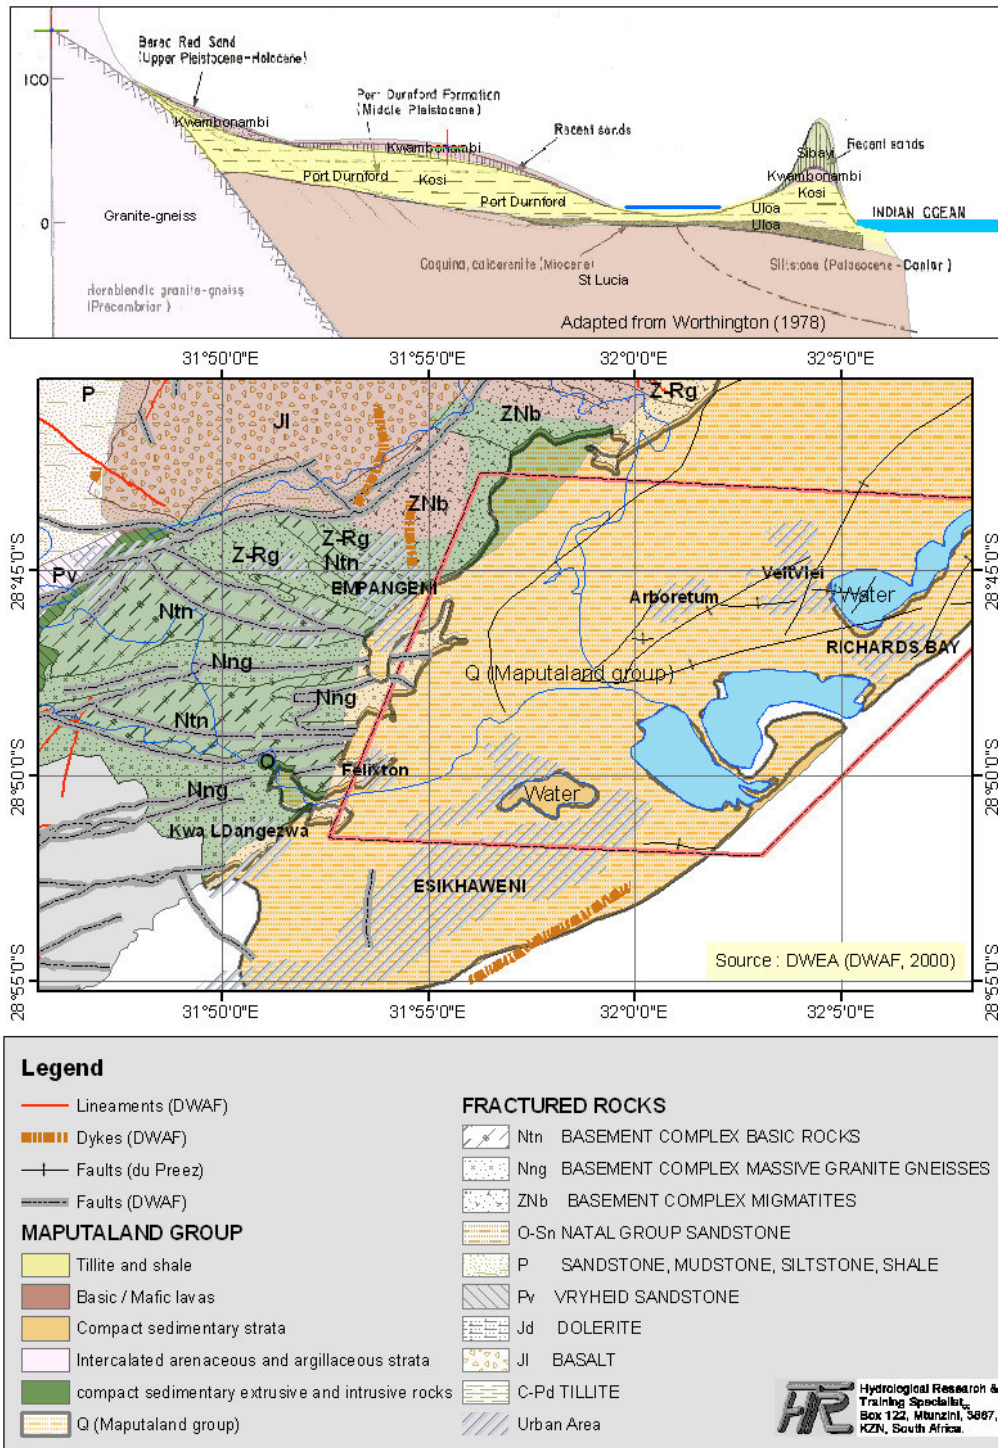 Berec Red Sand
(Upper Pleistocene-Holocene)
100
Kwambonambi
Port Durnford Formation
(Middle Pleistocene)
Recent sands
Kwambonambi
Port Durnford
Kosi
Port Durnford
Sibayi
Recent sands
Kwambonambi
Kosi
Uloa
Uloa
INDIAN OCEAN
Granite-gneiss
0
Coquina, calcarenite (Miocene)
St Lucia
Siltstone (Palaeocene-Danian)
Hornblendic granite-gneiss
(Precambrian)
Adapted from Worthington (1978)
31°50'0"E
31°55'0"E
32°0'0"E
32°5'0"E
P
Jl
ZNb
Z-Rg
ZNb
Z-Rg
Z-Rg
Ntn
Pv
EMPANGENI
28°45'0"S
28°45'0"S
VeltVlei
Arboretum
Water
Ntn
RICHARDS BAY
Nng
Q (Maputaland group)
Nng
Ntn
O
Felixton
28°50'0"S
28°50'0"S
Nng
Water
Kwa LDangezwa
ESIKHAWENI
Source : DWEA (DWAF, 2000)
28°55'0"S
28°55'0"S
31°50'0"E
31°55'0"E
32°0'0"E
32°5'0"E
Legend
Lineaments (DWAF)
Dykes (DWAF)
Faults (du Preez)
Faults (DWAF)
MAPUTALAND GROUP
Tillite and shale
Basic / Mafic lavas
Compact sedimentary strata
Intercalated arenaceous and argillaceous strata
compact sedimentary extrusive and intrusive rocks
Q (Maputaland group)
FRACTURED ROCKS
Ntn BASEMENT COMPLEX BASIC ROCKS
Nng BASEMENT COMPLEX MASSIVE GRANITE GNEISSES
ZNb BASEMENT COMPLEX MIGMATITES
O-Sn NATAL GROUP SANDSTONE
P SANDSTONE, MUDSTONE, SILTSTONE, SHALE
Pv VRYHEID SANDSTONE
Jd DOLERITE
Jl BASALT
C-Pd TILLITE
Urban Area
Hydrological Research &
Training Specialist,
Box 122, Mtunzini, 3867,
KZN, South Africa.